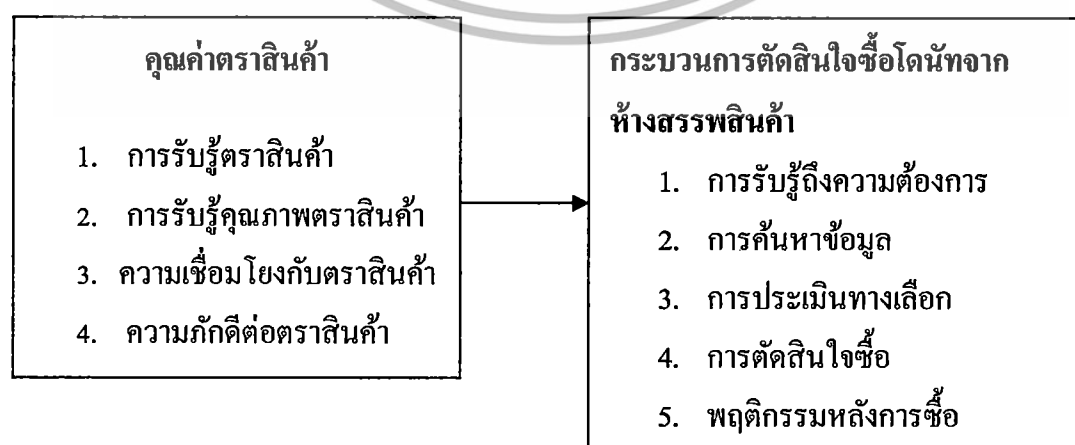 คุณค่าตราสินค้า
1. การรับรู้ตราสินค้า
2. การรับรู้คุณภาพตราสินค้า
3. ความเชื่อมโยงกับตราสินค้า
4. ความภักดีต่อตราสินค้า
กระบวนการตัดสินใจซื้อโดนัทจาก
ห้างสรรพสินค้า
1. การรับรู้ถึงความต้องการ
2. การค้นหาข้อมูล
3. การประเมินทางเลือก
4. การตัดสินใจซื้อ
5. พฤติกรรมหลังการซื้อ